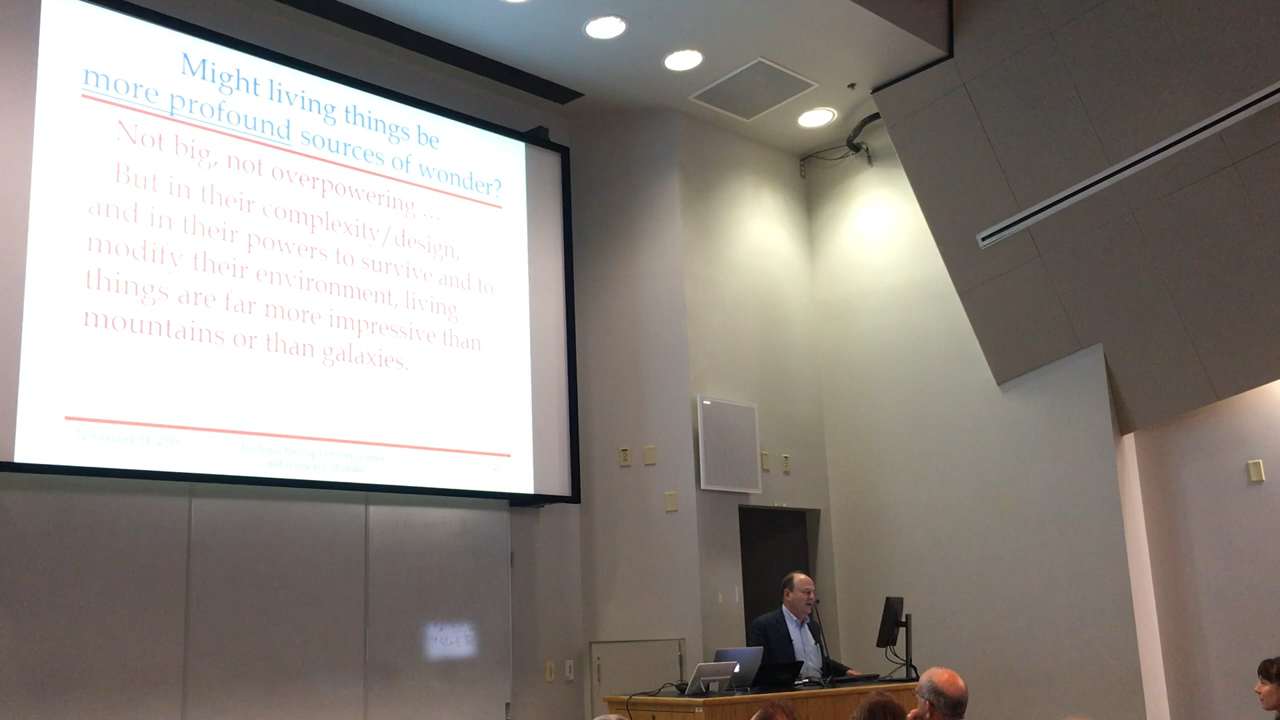 Might living things be
more profound sources of wonder?
Not big, not overpowering ...
But in their complexity/design,
and in their powers to survive and to
modify their environment, living
things are far more impressive than
mountains or than galaxies.